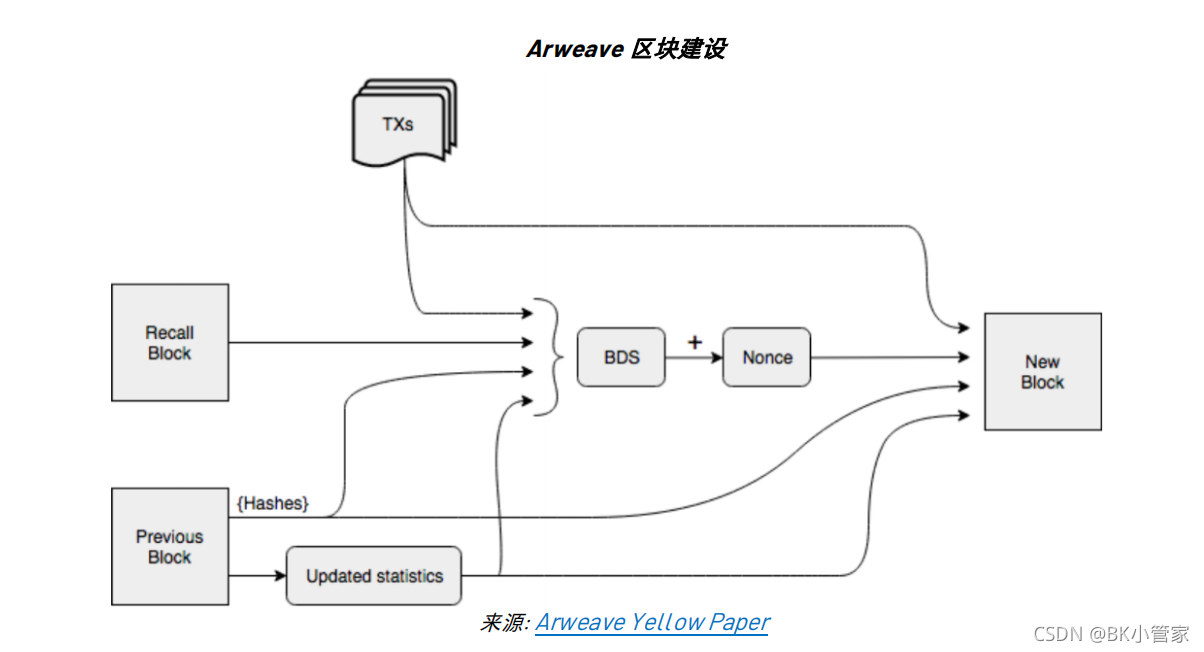 Arweave 区块建设
TXs
Recall
Block
BDS
+
Nonce
New
Block
{Hashes}
Previous
Block
Updated statistics
来源: Arweave Yellow Paper
CSDN @BK小管家